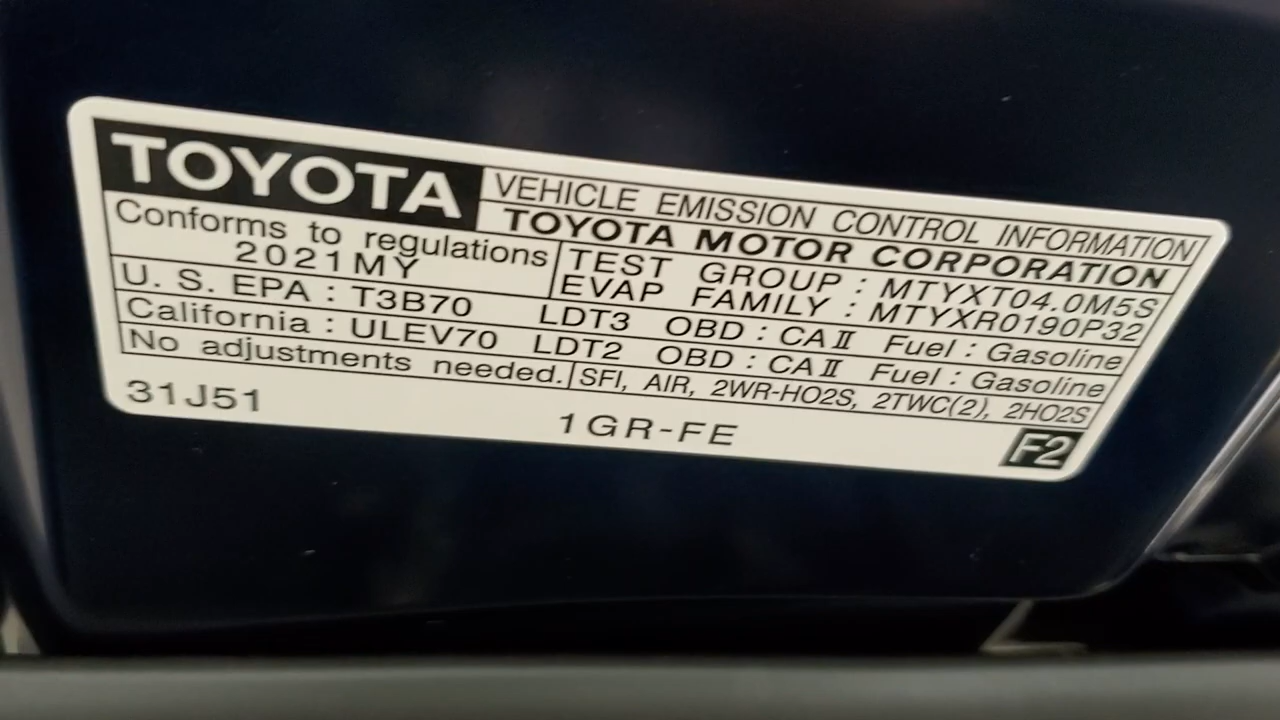 TOYOTA
VEHICLE EMISSION CONTROL INFORMATION
TOYOTA MOTOR CORPORATION
Conforms to regulations
2021MY
TEST GROUP : MTYXT04.0M5S
EVAP FAMILY : MTYXR0190P32
U. S. EPA : T3B70 LDT3 OBD : CAⅡ Fuel : Gasoline
California : ULEV70 LDT2 OBD : CAⅡ Fuel : Gasoline
No adjustments needed. SFI, AIR, 2WR-HO2S, 2TWC(2), 2HO2S
31J51
1GR-FE
F2